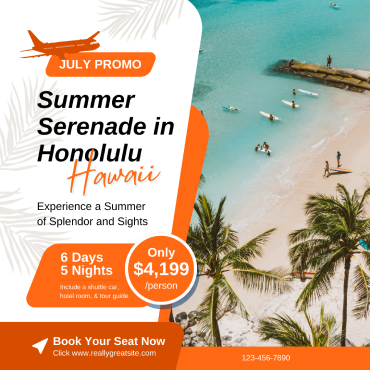 JULY PROMO
Summer
Serenade in
Honolulu
Hawaii
Experience a Summer
of Splendor and Sights
6 Days
5 Nights
Include a shuttle car,
hotel room, & tour guide.
Only
$4,199
/person
Book Your Seat Now
Click www.reallygreatsite.com
123-456-7890